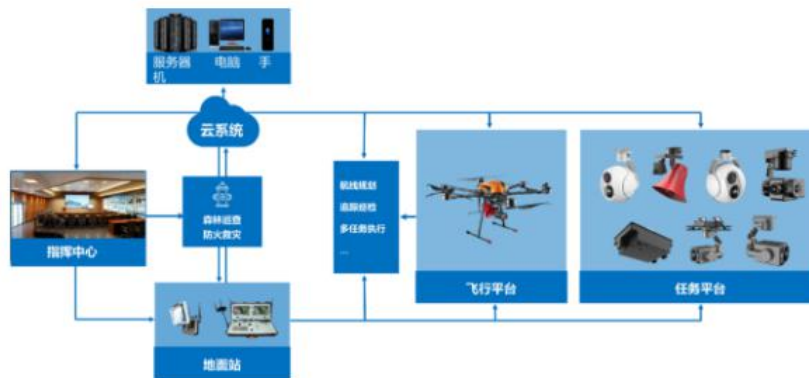 服务器 电脑 手
机
云系统
森林巡查
防火救灾
航线规划
追踪巡检
多任务执行
...
指挥中心
飞行平台
任务平台
地面站